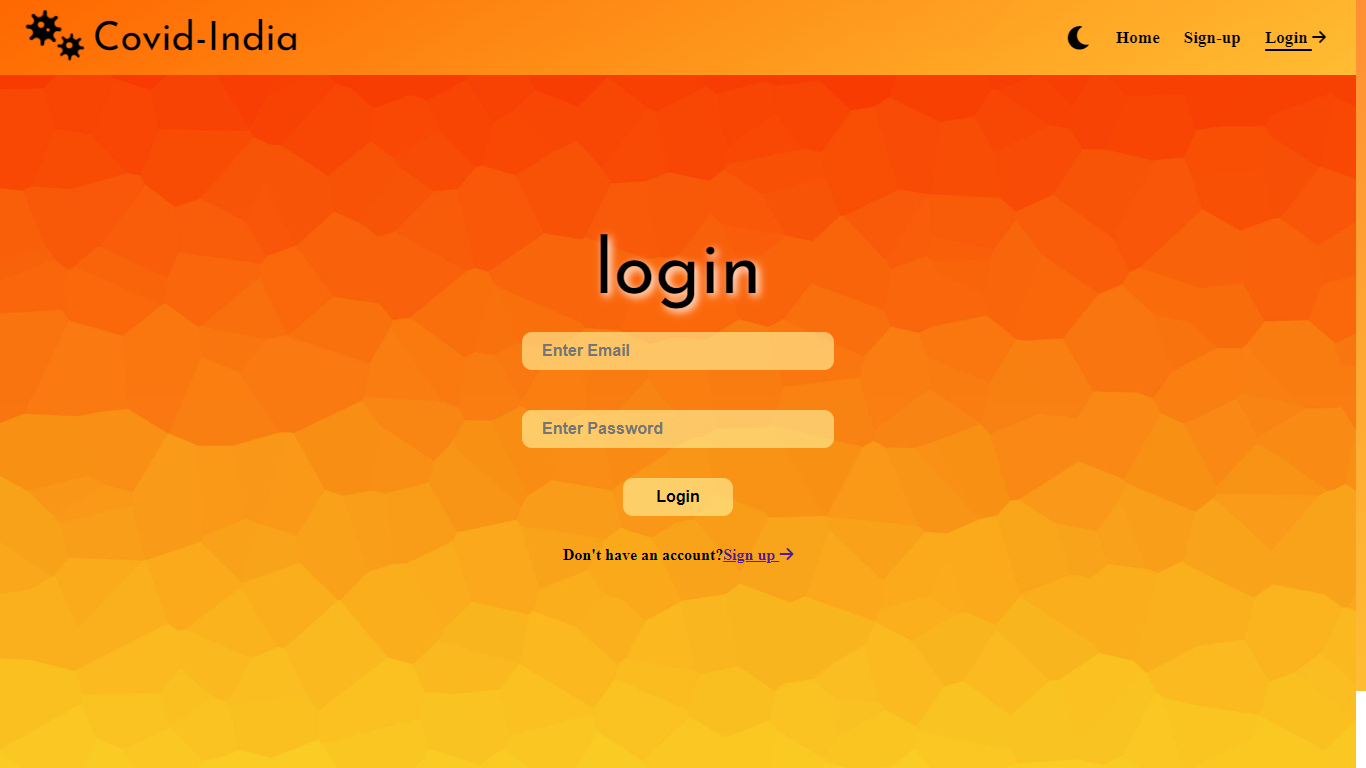 Covid-India
Home Sign-up Login
login
Enter Email
Enter Password
Login
Don't have an account?Sign up